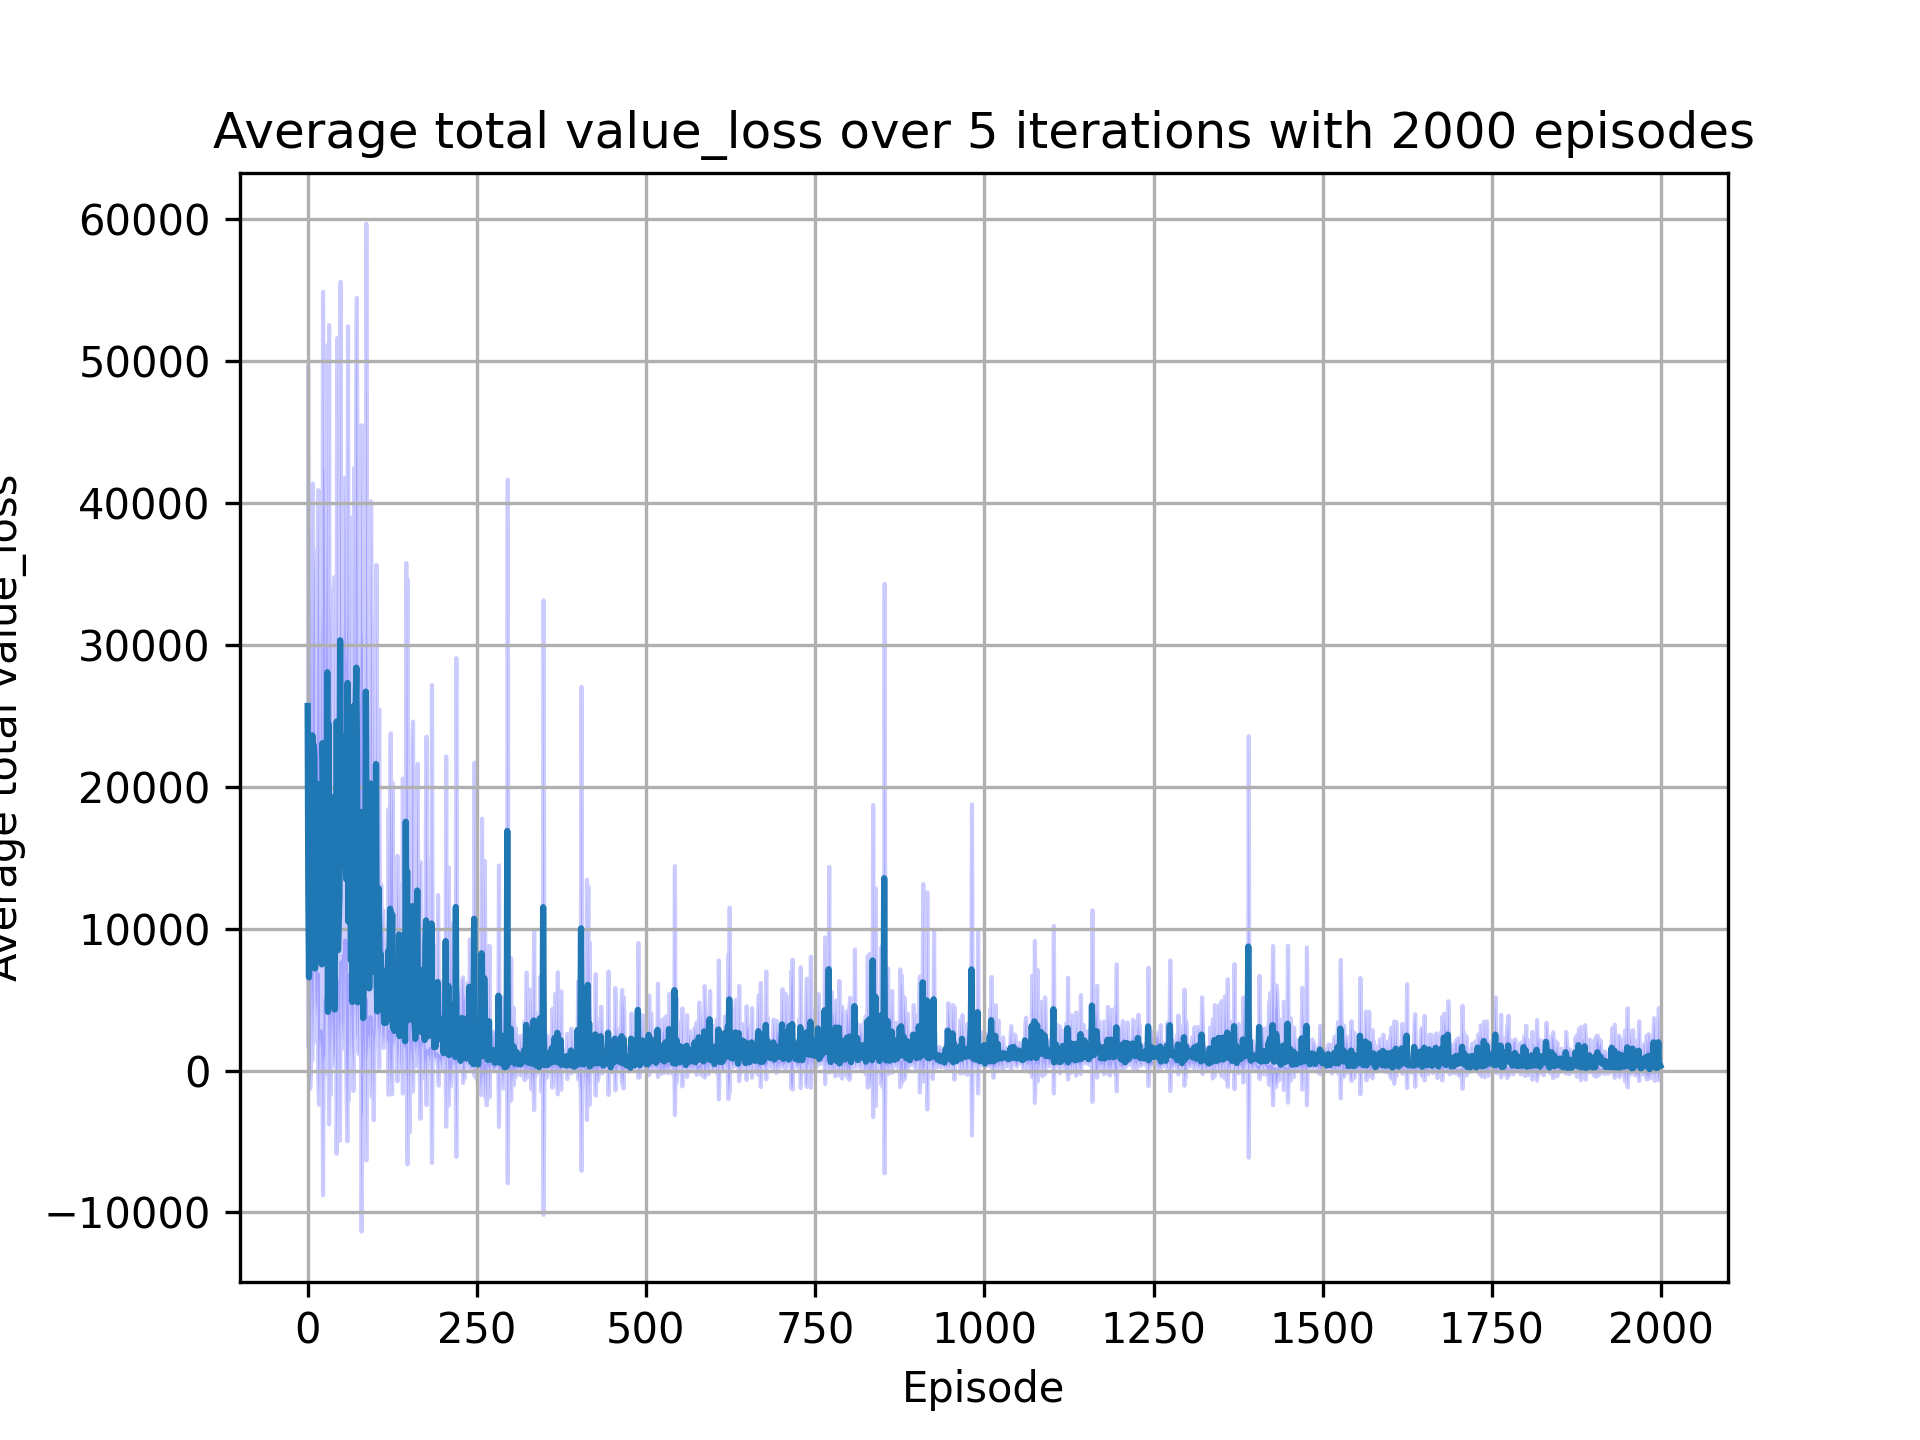 Average total value_loss over 5 iterations with 2000 episodes
60000
50000
40000
30000
20000
10000
0
−10000
Average total value_loss
0 250 500 750 1000 1250 1500 1750 2000
Episode